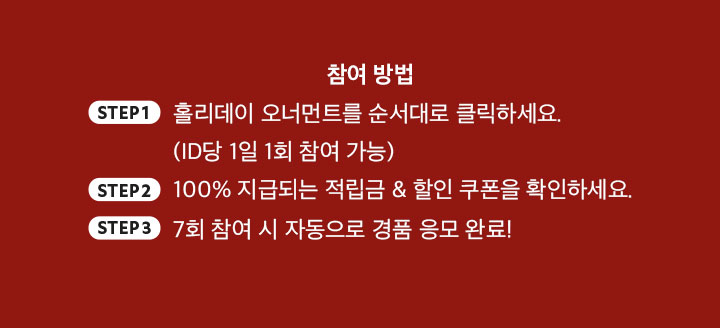 참여 방법
STEP1 홀리데이 오너먼트를 순서대로 클릭하세요.
(ID당 1일 1회 참여 가능)
STEP2 100% 지급되는 적립금 & 할인 쿠폰을 확인하세요.
STEP3 7회 참여 시 자동으로 경품 응모 완료!